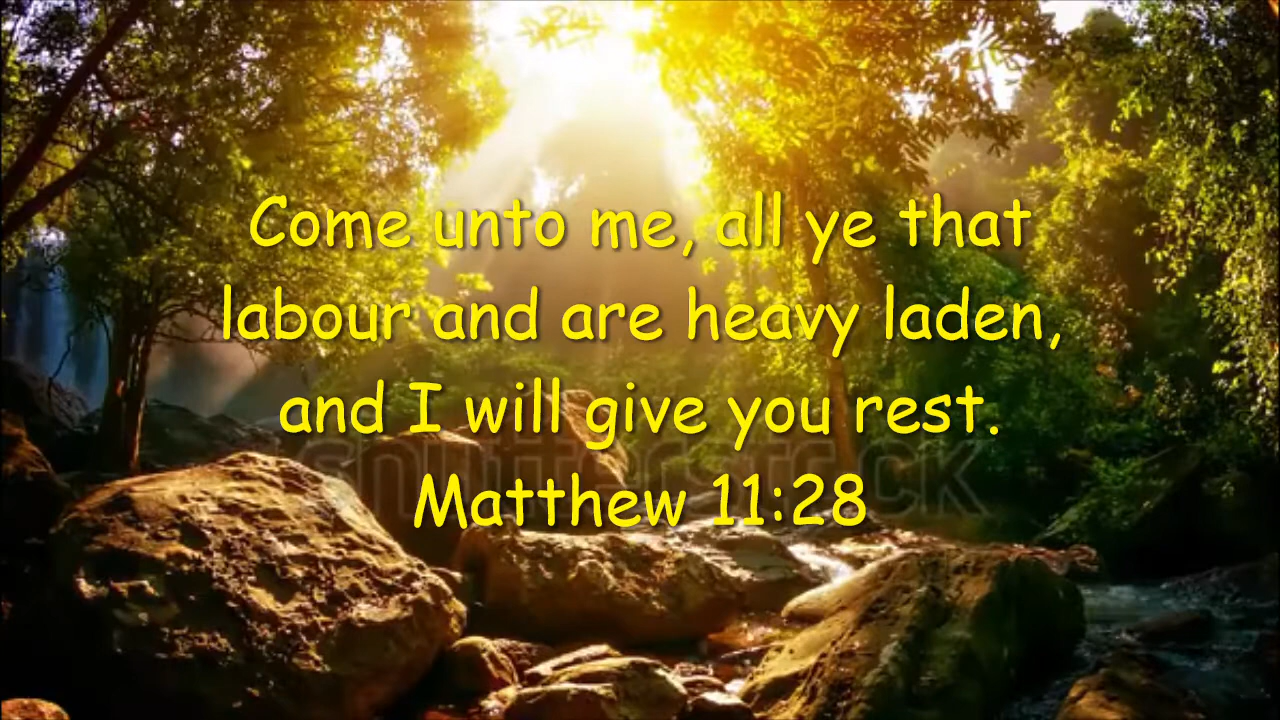 Come unto me, all ye that
labour and are heavy laden,
and I will give you rest.
Matthew 11:28
shutterstock